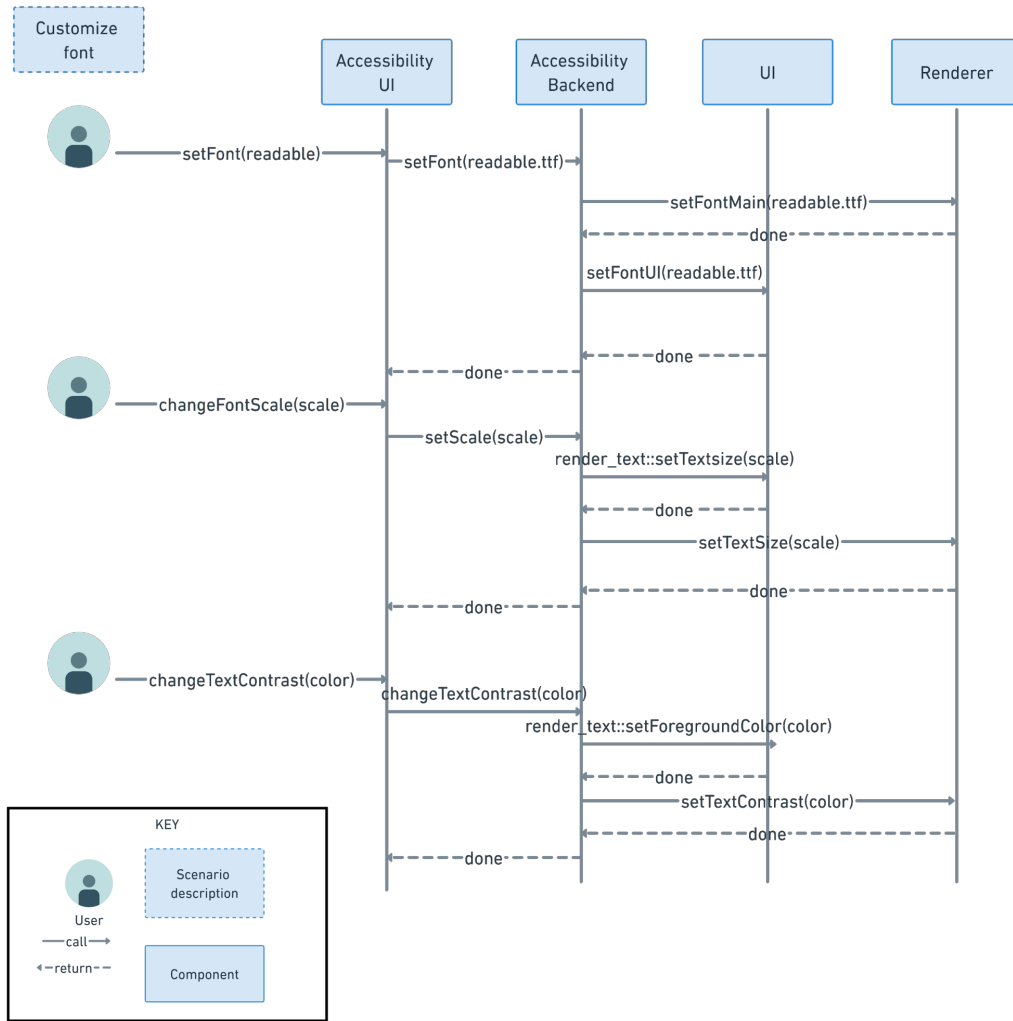 Customize
font
Accessibility
UI
Accessibility
Backend
UI
Renderer
setFont(readable)
setFont(readable.ttf)
setFontMain(readable.ttf)
done
setFontUI(readable.ttf)
done
done
changeFontScale(scale)
setScale(scale)
render_text::setTextsize(scale)
done
setTextSize(scale)
done
done
changeTextContrast(color)
changeTextContrast(color)
render_text::setForegroundColor(color)
done
setTextContrast(color)
done
done
KEY
Scenario
description
User
call
return
Component